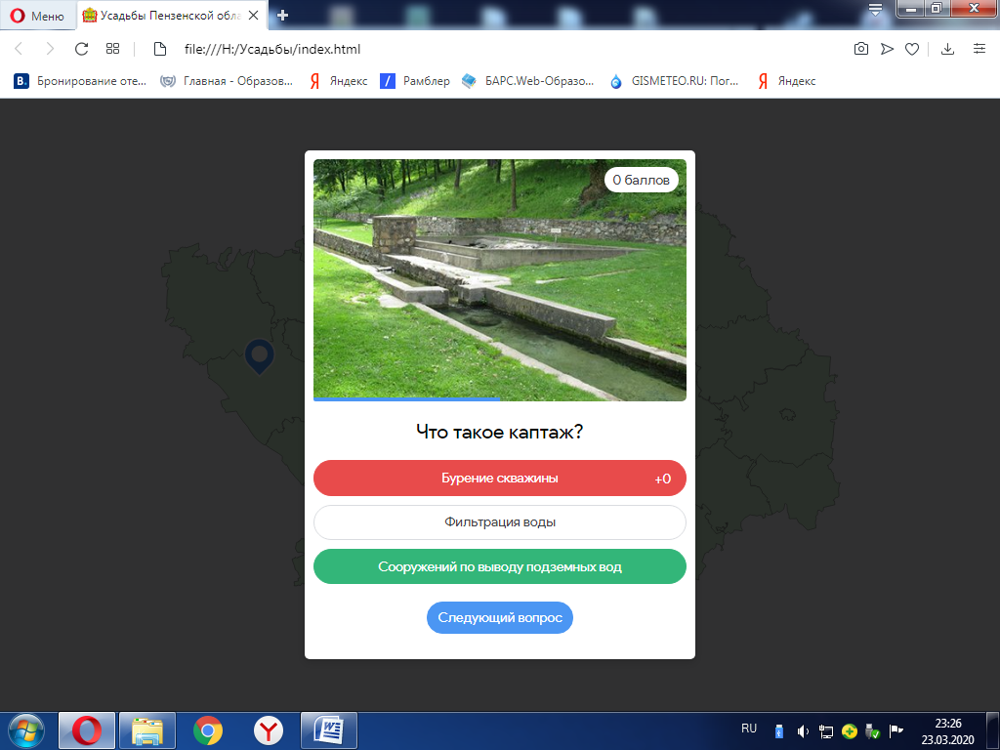 Меню
Усадьбы Пензенской обла
file:///H:/Усадьбы/index.html
B. Бронирование оте...
Главная - Образов...
Я Яндекс
Рамблер
БАРС.Web-Образо...
GISMETEO.RU: Пог...
Я Яндекс
0 баллов
Что такое каптаж?
Бурение скважины +0
Фильтрация воды
Сооружений по выводу подземных вод
Следующий вопрос
RU
23:26
23.03.2020